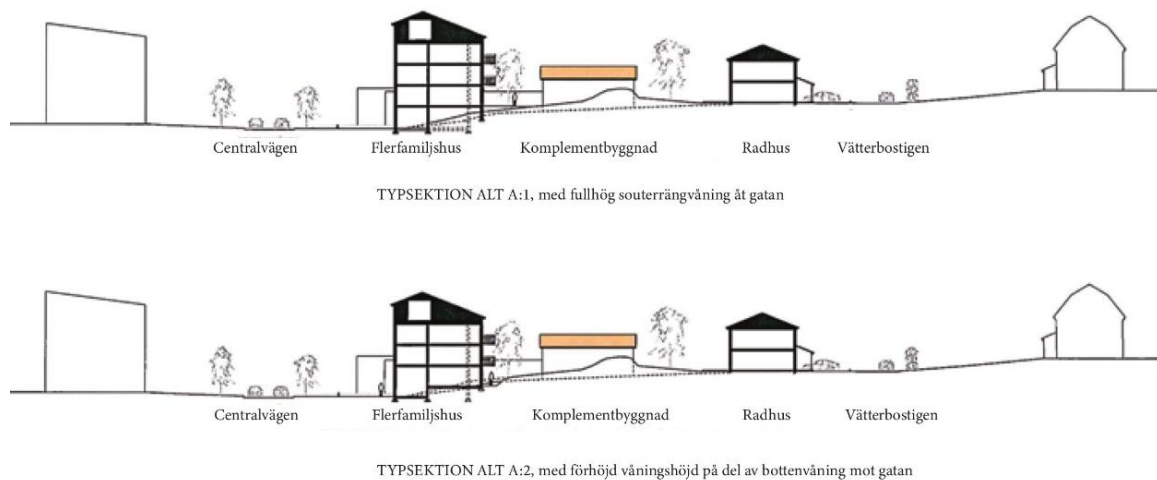 Centralvägen Flerfamiljshus Komplementbyggnad Radhus Vätterbostigen
TYPSEKTION ALT A:1, med fullhög souterrängvåning åt gatan
Centralvägen Flerfamiljshus Komplementbyggnad Radhus Vätterbostigen
TYPSEKTION ALT A:2, med förhöjd våningshöjd på del av bottenvåning mot gatan